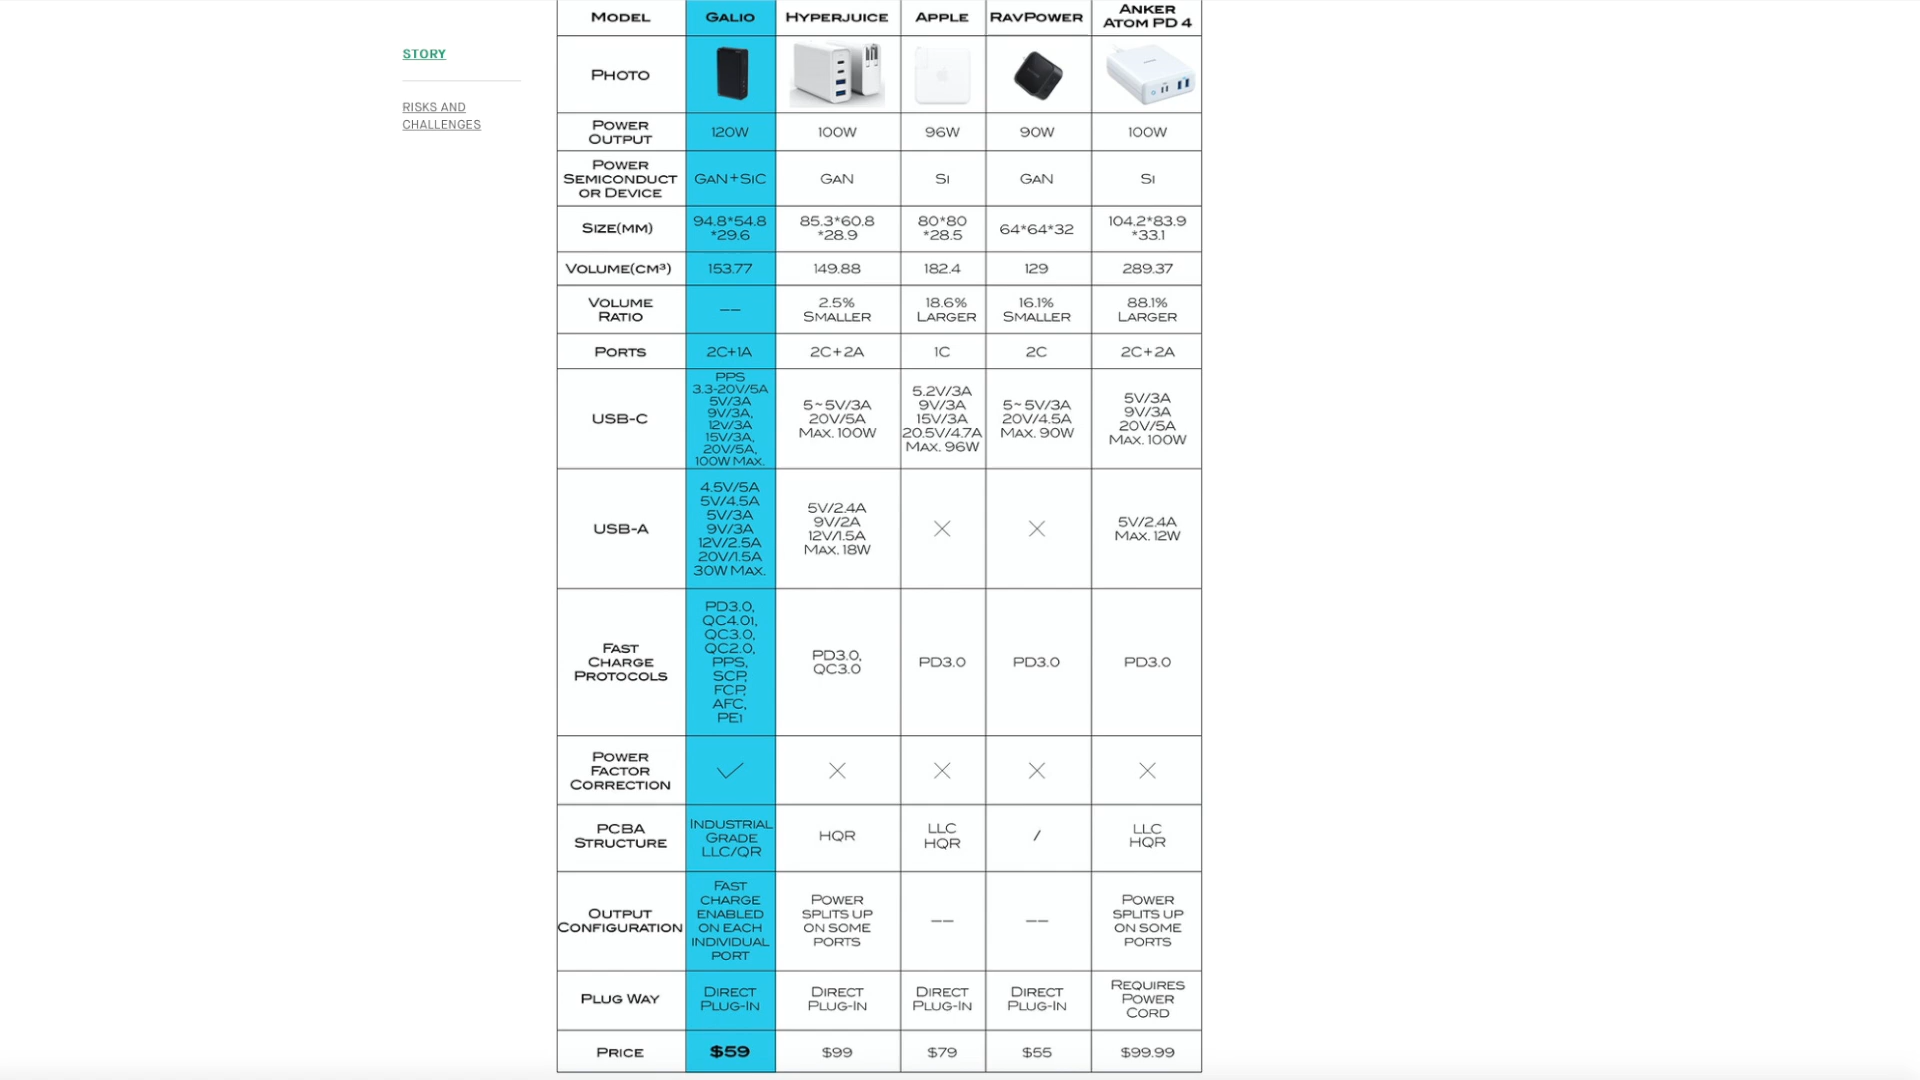 STORY
RISKS AND
CHALLENGES
MODEL
GALIO
HYPERJUICE
APPLE
RAVPOWER
ANKER
ATOM PD 4
PHOTO
POWER
OUTPUT
120W
100W
96W
90W
100W
POWER
SEMICONDUCT
OR DEVICE
GAN+SIC
GAN
SI
GAN
SI
SIZE(MM)
94.8*54.8
*29.6
85.3*60.8
*28.9
80*80
*28.5
64*64*32
104.2*83.9
*33.1
VOLUME(CM³)
153.77
149.88
182.4
129
289.37
VOLUME
RATIO
——
2.5%
SMALLER
18.6%
LARGER
16.1%
SMALLER
88.1%
LARGER
PORTS
2C+1A
2C+2A
1C
2C
2C+2A
USB-C
PPS
3.3-20V/5A
5V/3A
9V/3A,
12V/3A
15V/3A,
20V/5A,
100W MAX.
5~5V/3A
20V/5A
MAX. 100W
5.2V/3A
9V/3A
15V/3A
20.5V/4.7A
MAX. 96W
5~5V/3A
20V/4.5A
MAX. 90W
5V/3A
9V/3A
20V/5A
MAX. 100W
USB-A
4.5V/5A
5V/4.5A
5V/3A
9V/3A
12V/2.5A
20V/1.5A
30W MAX.
5V/2.4A
9V/2A
12V/1.5A
MAX. 18W
5V/2.4A
MAX. 12W
FAST
CHARGE
PROTOCOLS
PD3.0,
QC4.01,
QC3.0,
QC2.0,
PPS,
SCP,
FCP,
AFC,
PE1
PD3.0,
QC3.0
PD3.0
PD3.0
PD3.0
POWER
FACTOR
CORRECTION
PCBA
STRUCTURE
INDUSTRIAL
GRADE
LLC/QR
HQR
LLC
HQR
/
LLC
HQR
OUTPUT
CONFIGURATION
FAST
CHARGE
ENABLED
ON EACH
INDIVIDUAL
PORT
POWER
SPLITS UP
ON SOME
PORTS
——
——
POWER
SPLITS UP
ON SOME
PORTS
PLUG WAY
DIRECT
PLUG-IN
DIRECT
PLUG-IN
DIRECT
PLUG-IN
DIRECT
PLUG-IN
REQUIRES
POWER
CORD
PRICE
$59
$99
$79
$55
$99.99